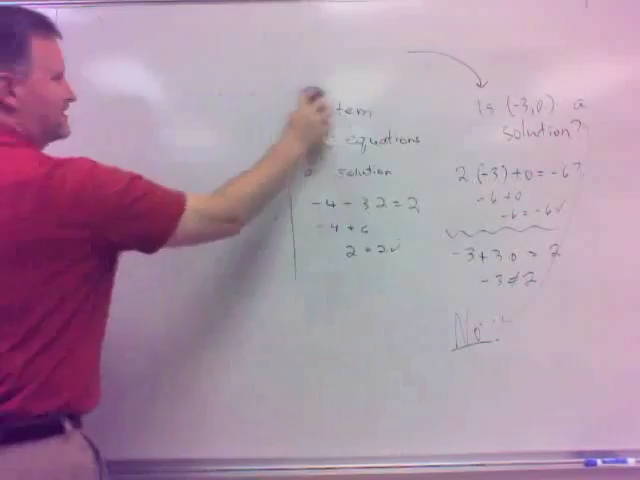 tem
equations
solution
-4 - 3 2 = 2
-4 + 6
2 = 2 ✓
Is (-3,0) a
solution?
2(-3)+0=-6?
-6+0
-6=-6✓
-3+3 0 = 2
-3≠2
No